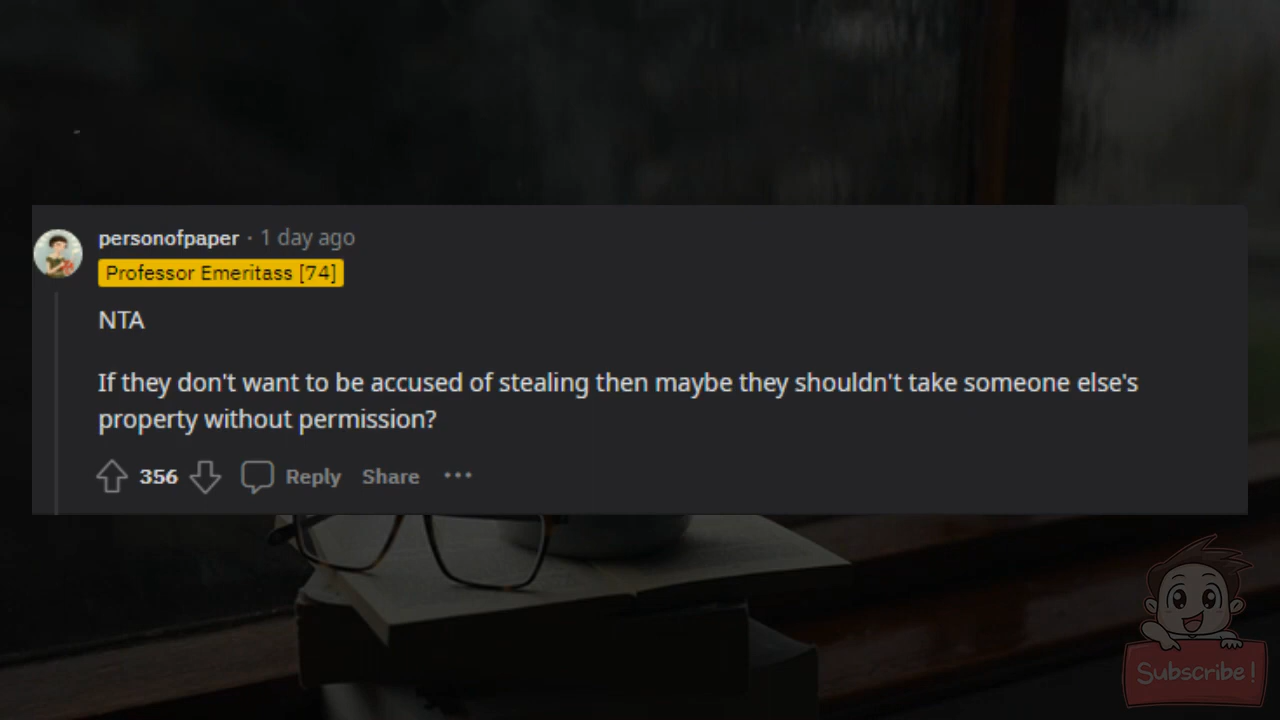 personofpaper · 1 day ago
Professor Emeritass [74]
NTA
If they don't want to be accused of stealing then maybe they shouldn't take someone else's
property without permission?
356 Reply Share ···
Subscribe!